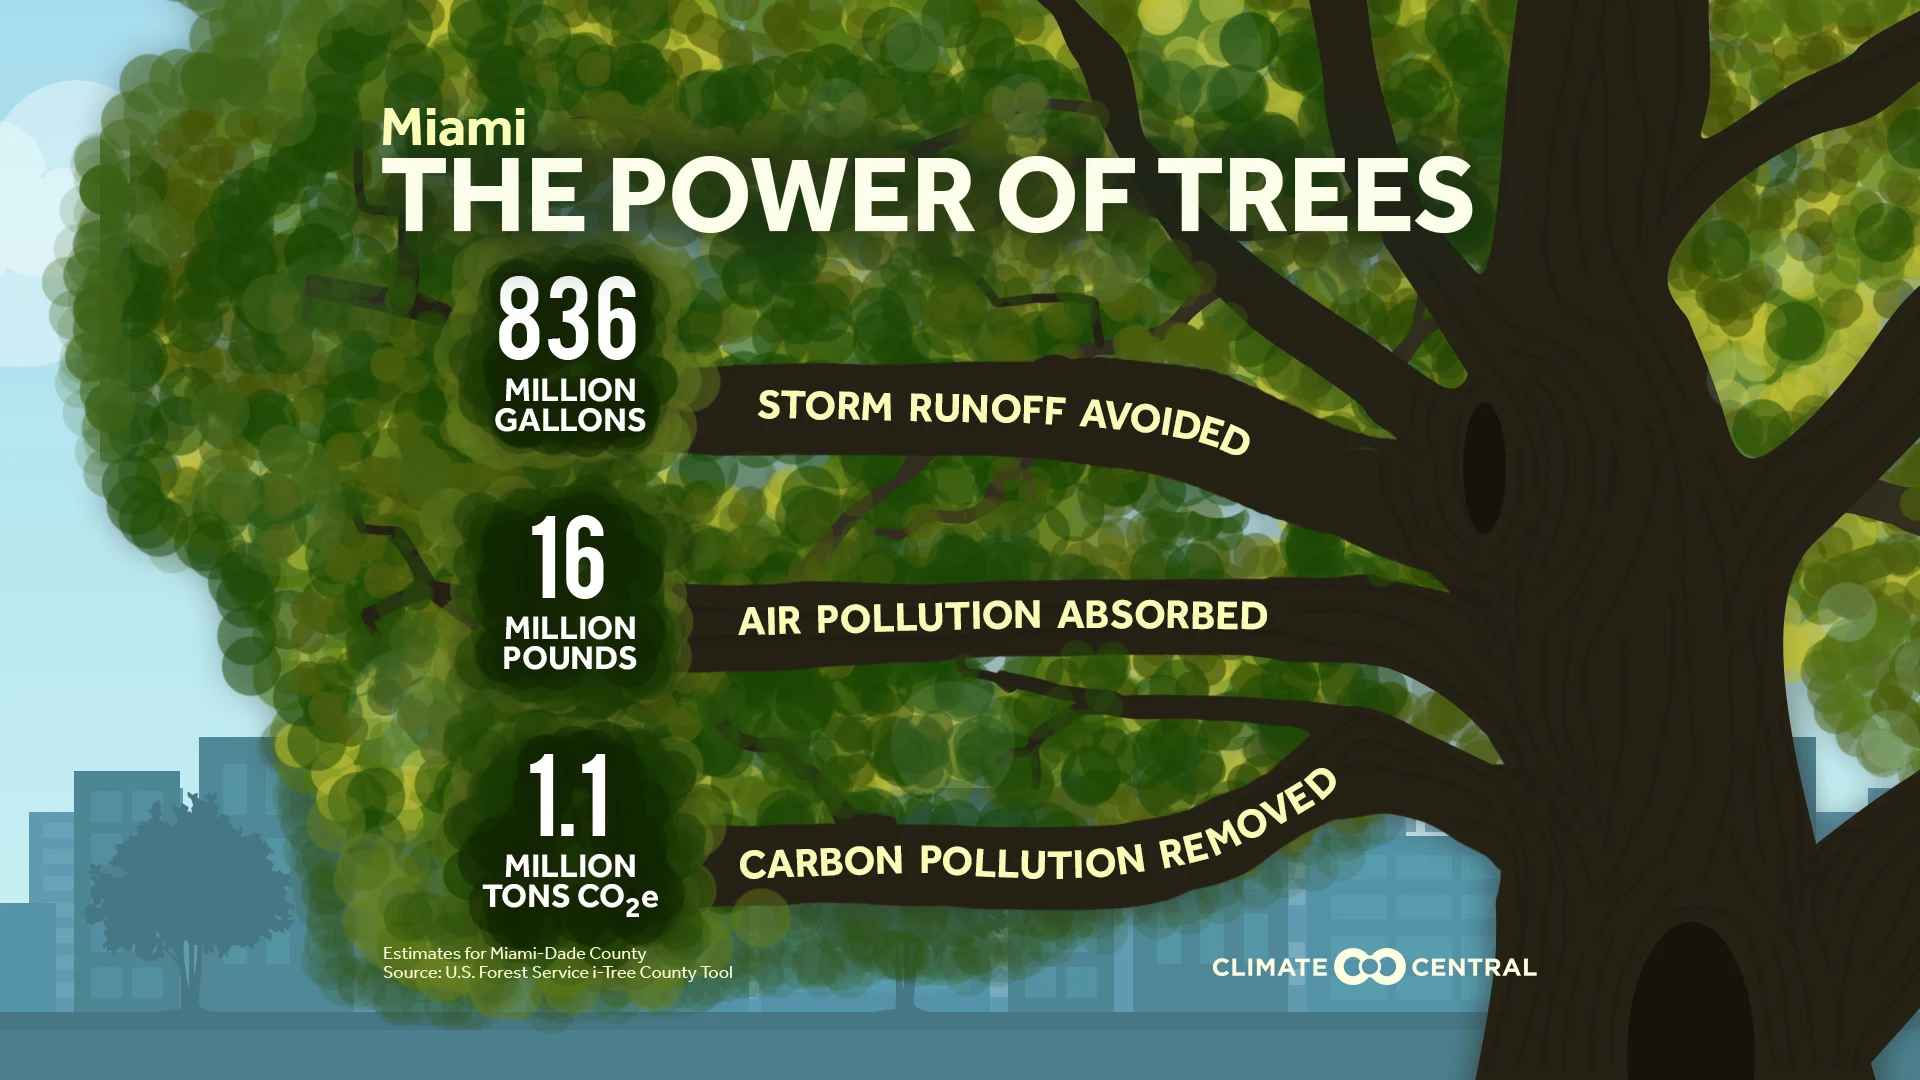 Miami
THE POWER OF TREES
836
MILLION
GALLONS
STORM RUNOFF AVOIDED
16
MILLION
POUNDS
AIR POLLUTION ABSORBED
1.1
MILLION
TONS CO₂e
CARBON POLLUTION REMOVED
Estimates for Miami-Dade County
Source: U.S. Forest Service i-Tree County Tool
CLIMATE CENTRAL